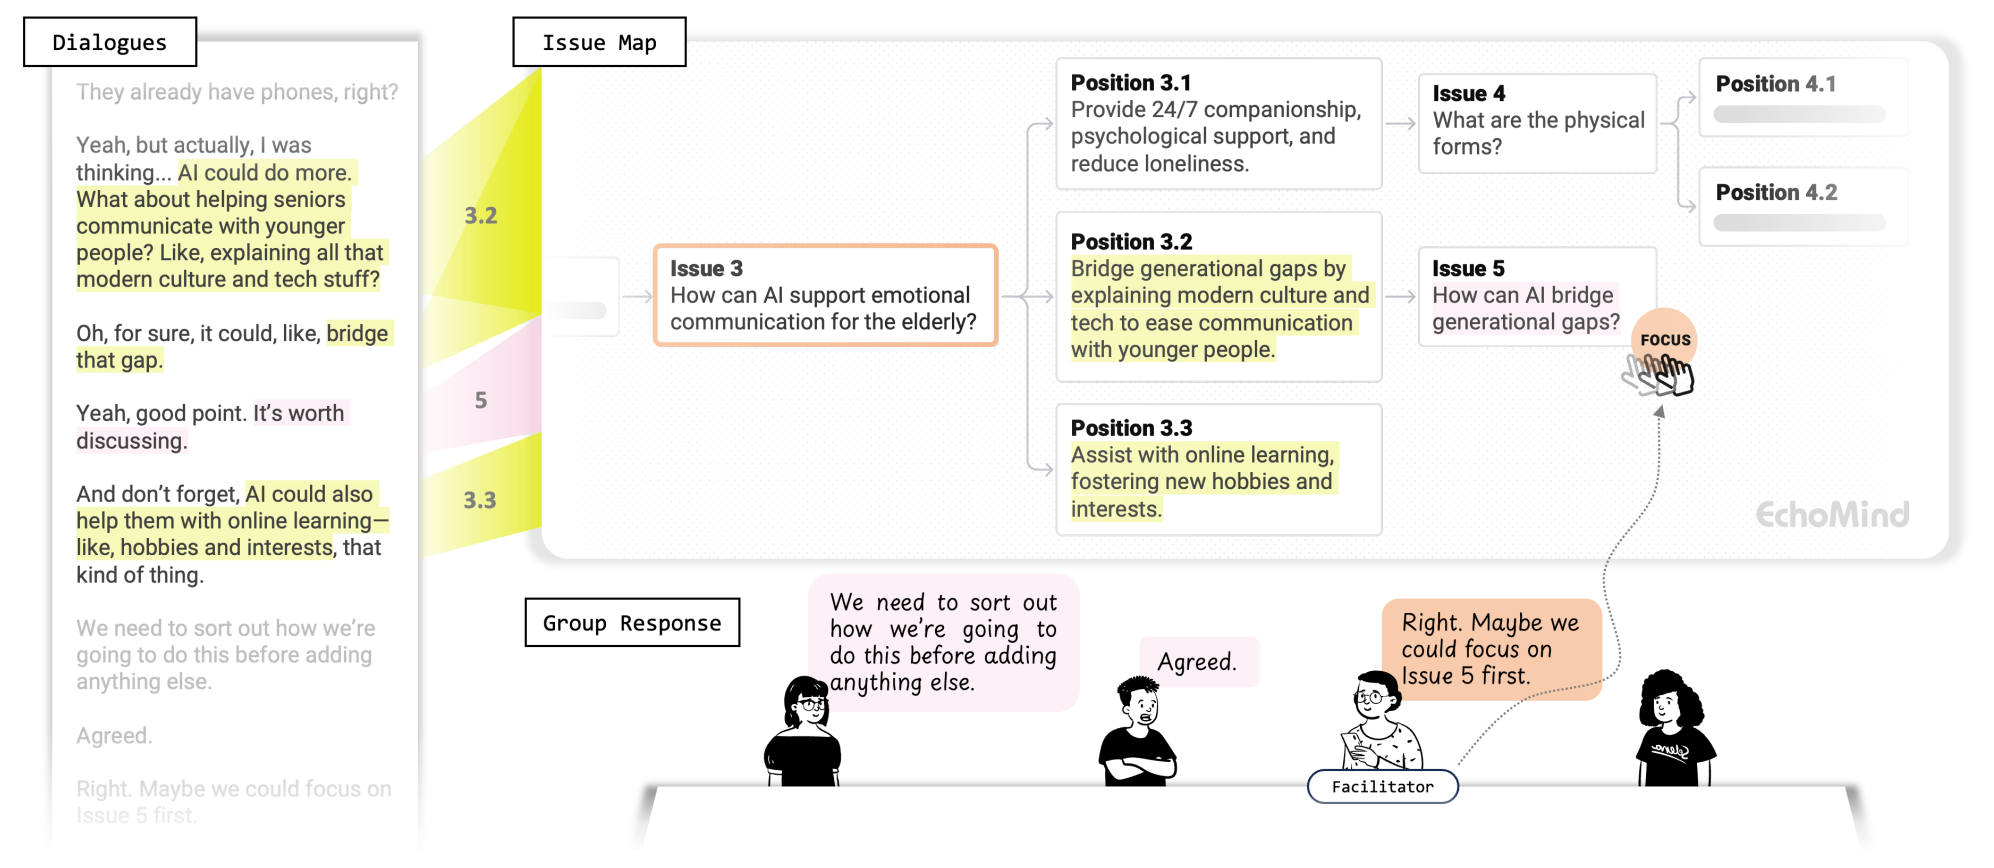 Dialogues
They already have phones, right?
Yeah, but actually, I was
thinking... AI could do more.
What about helping seniors
communicate with younger
people? Like, explaining all that
modern culture and tech stuff?
Oh, for sure, it could, like, bridge
that gap.
Yeah, good point. It's worth
discussing.
And don't forget, AI could also
help them with online learning—
like, hobbies and interests, that
kind of thing.
We need to sort out how we're
going to do this before adding
anything else.
Agreed.
Right. Maybe we could focus on
Issue 5 first.
3.2
5
3.3
Issue Map
Issue 3
How can AI support emotional
communication for the elderly?
Position 3.1
Provide 24/7 companionship,
psychological support, and
reduce loneliness.
Position 3.2
Bridge generational gaps by
explaining modern culture and
tech to ease communication
with younger people.
Position 3.3
Assist with online learning,
fostering new hobbies and
interests.
Issue 4
What are the physical
forms?
Issue 5
How can AI bridge
generational gaps?
FOCUS
Position 4.1
Position 4.2
EchoMind
Group Response
We need to sort out
how we're going to
do this before adding
anything else.
Agreed.
Right. Maybe we
could focus on
Issue 5 first.
Facilitator